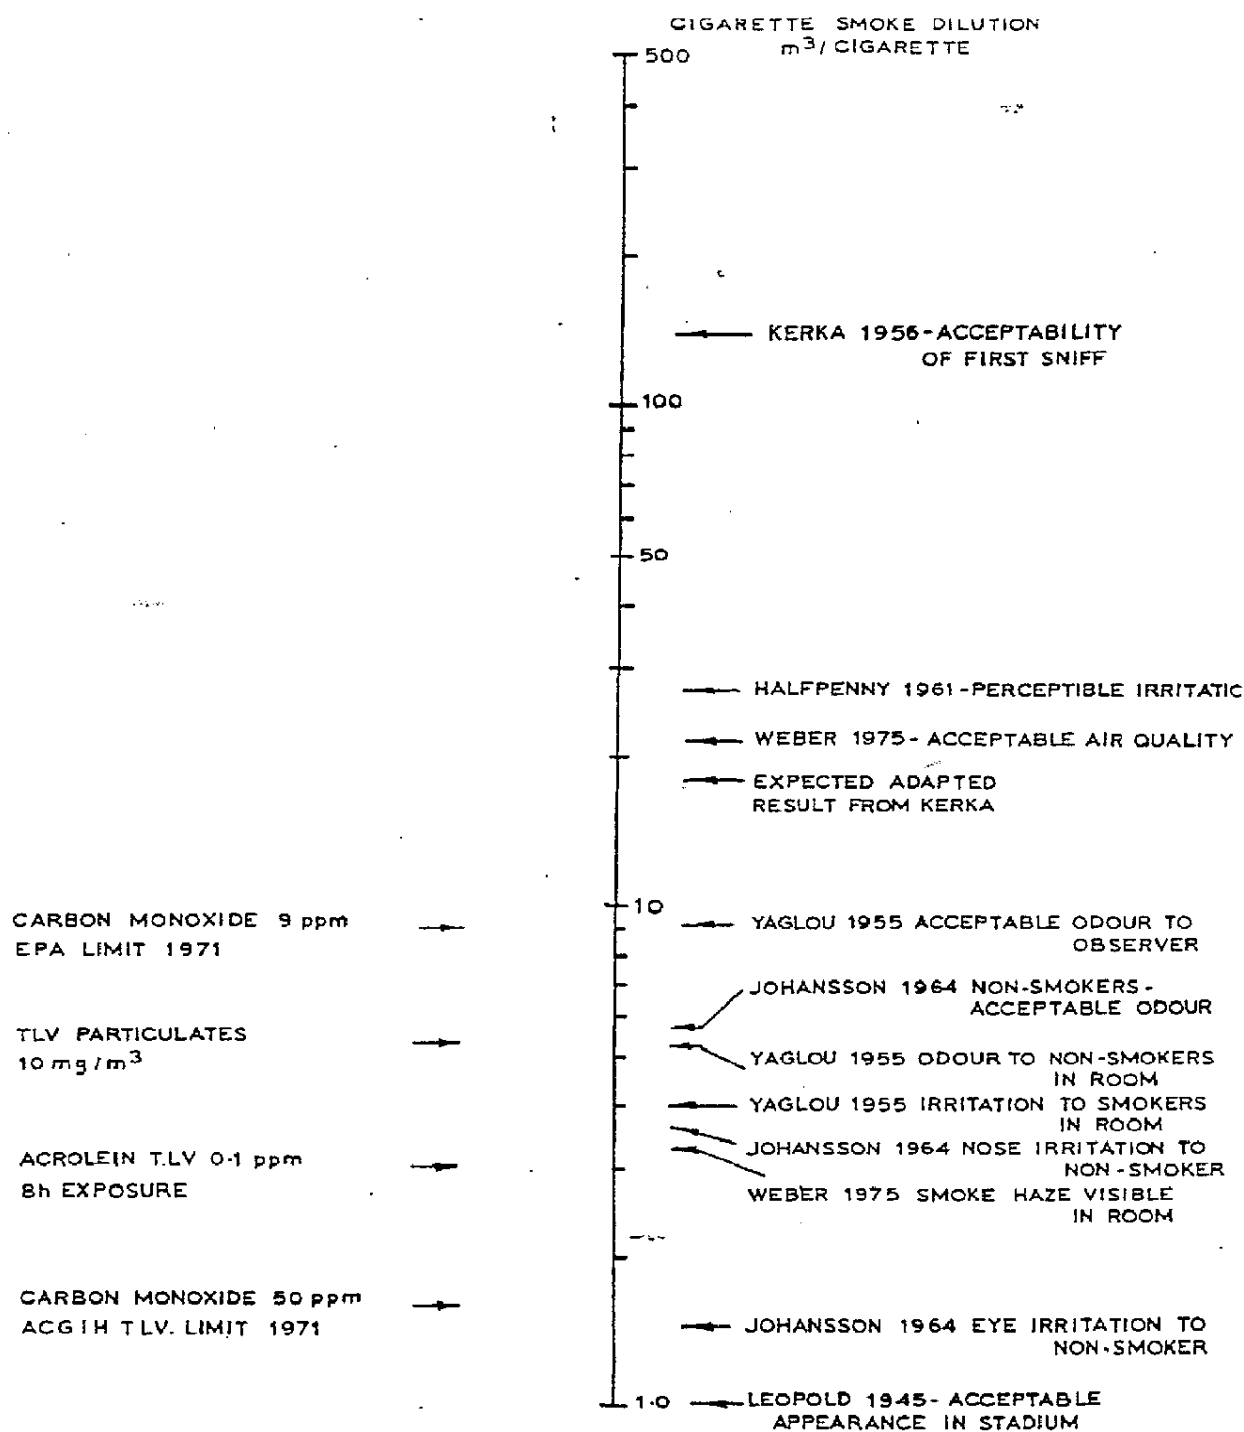 CIGARETTE SMOKE DILUTION
m³/CIGARETTE
500
KERKA 1956-ACCEPTABILITY
OF FIRST SNIFF
100
50
HALFPENNY 1961-PERCEPTIBLE IRRITATIC
WEBER 1975-ACCEPTABLE AIR QUALITY
EXPECTED ADAPTED
RESULT FROM KERKA
10
CARBON MONOXIDE 9 ppm
EPA LIMIT 1971
YAGLOU 1955 ACCEPTABLE ODOUR TO
OBSERVER
JOHANSSON 1964 NON-SMOKERS-
ACCEPTABLE ODOUR
TLV PARTICULATES
10 mg/m³
YAGLOU 1955 ODOUR TO NON-SMOKERS
IN ROOM
YAGLOU 1955 IRRITATION TO SMOKERS
IN ROOM
JOHANSSON 1964 NOSE IRRITATION TO
NON-SMOKER
ACROLEIN T.LV 0·1 ppm
8h EXPOSURE
WEBER 1975 SMOKE HAZE VISIBLE
IN ROOM
CARBON MONOXIDE 50 ppm
ACGIH TLV. LIMIT 1971
JOHANSSON 1964 EYE IRRITATION TO
NON-SMOKER
1·0
LEOPOLD 1945-ACCEPTABLE
APPEARANCE IN STADIUM